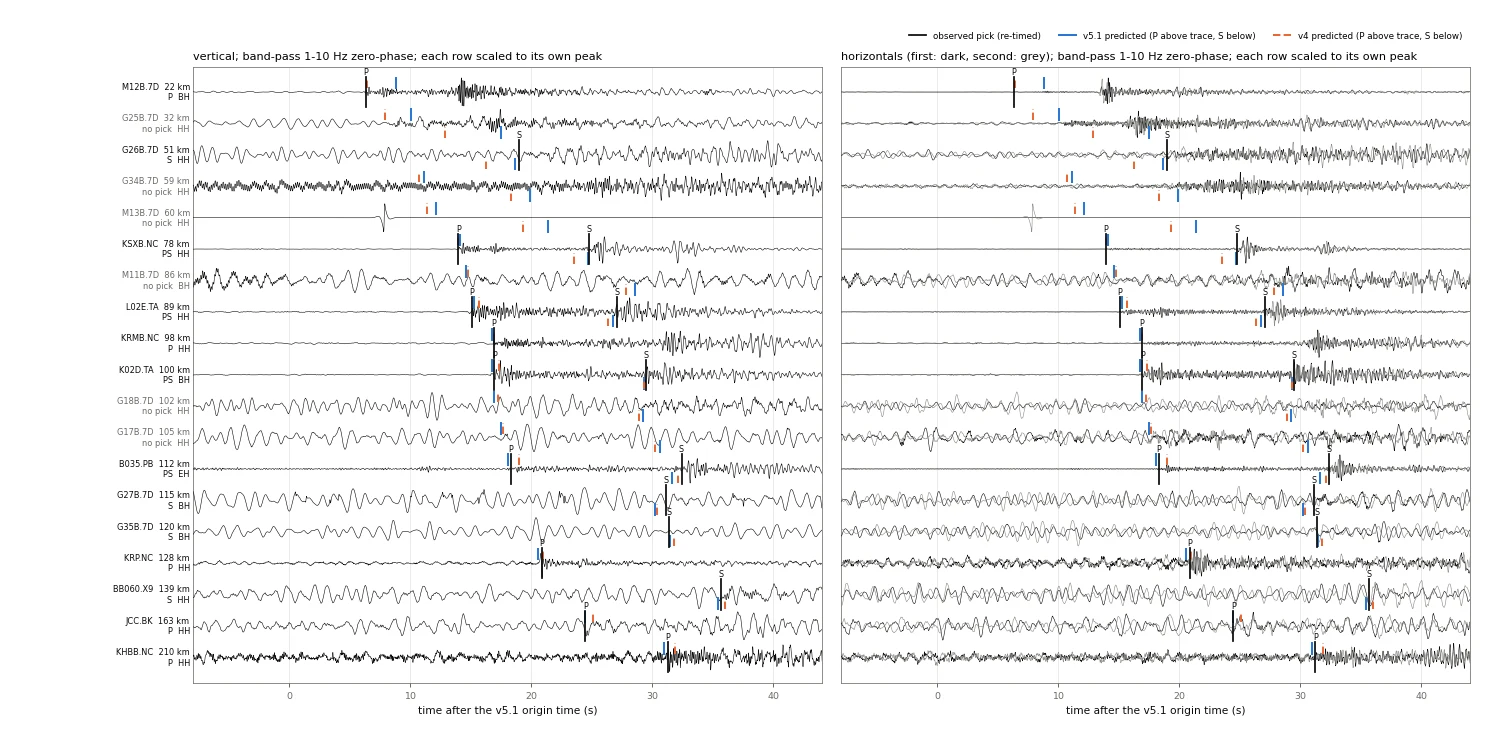 observed pick (re-timed)
v5.1 predicted (P above trace, S below)
v4 predicted (P above trace, S below)
vertical; band-pass 1-10 Hz zero-phase; each row scaled to its own peak
horizontals (first: dark, second: grey); band-pass 1-10 Hz zero-phase; each row scaled to its own peak
M12B.7D 22 km
P BH
G25B.7D 32 km
no pick HH
G26B.7D 51 km
S HH
G34B.7D 59 km
no pick HH
M13B.7D 60 km
no pick HH
KSXB.NC 78 km
PS HH
M11B.7D 86 km
no pick BH
L02E.TA 89 km
PS HH
KRMB.NC 98 km
P HH
K02D.TA 100 km
PS BH
G18B.7D 102 km
no pick HH
G17B.7D 105 km
no pick HH
B035.PB 112 km
PS EH
G27B.7D 115 km
S BH
G35B.7D 120 km
S BH
KRP.NC 128 km
P HH
BB060.X9 139 km
S HH
JCC.BK 163 km
P HH
KHBB.NC 210 km
P HH
P
S
P
S
P
S
P
P
S
P
S
S
S
P
S
P
P
P
S
P
S
P
S
P
P
S
P
S
S
S
P
S
P
P
0
10
20
30
40
0
10
20
30
40
time after the v5.1 origin time (s)
time after the v5.1 origin time (s)